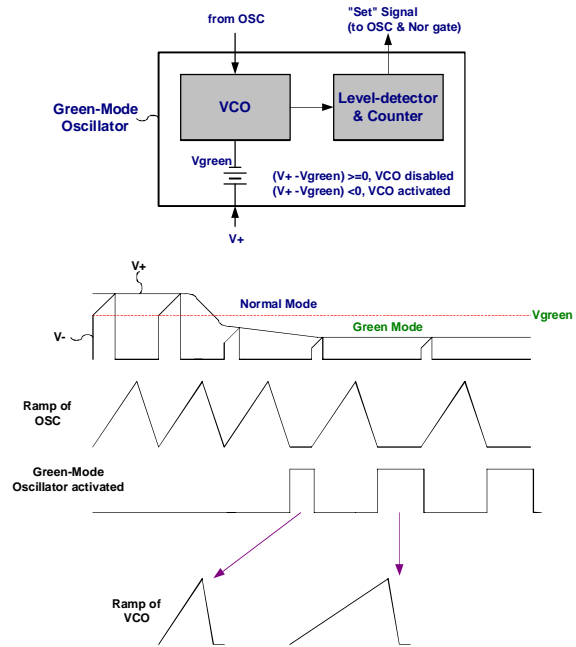 from OSC
"Set" Signal
(to OSC & Nor gate)
Green-Mode
Oscillator
VCO
Level-detector
& Counter
Vgreen
(V+ -Vgreen) >=0, VCO disabled
(V+ -Vgreen) <0, VCO activated
V+
V+
Normal Mode
Vgreen
Green Mode
V-
Ramp of
OSC
Green-Mode
Oscillator activated
Ramp of
VCO